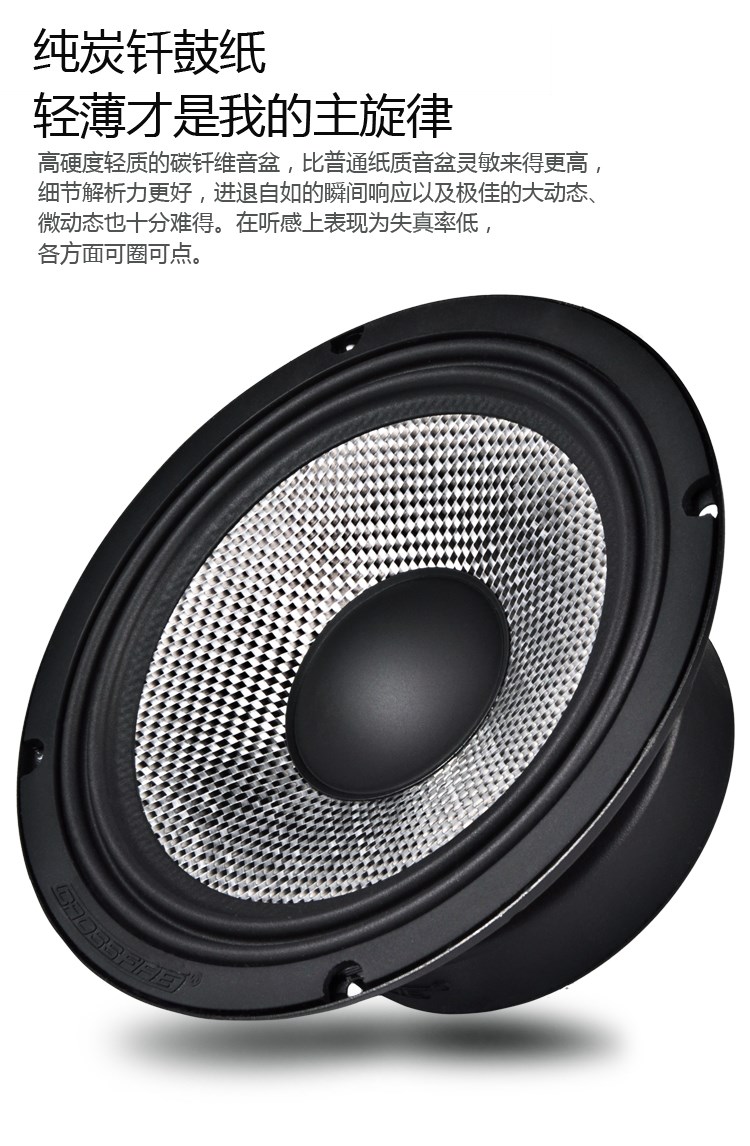 纯炭钎鼓纸
轻薄才是我的主旋律
高硬度轻质的碳钎维音盆，比普通纸质音盆灵敏来得更高，
细节解析力更好，进退自如的瞬间响应以及极佳的大动态、
微动态也十分难得。在听感上表现为失真率低，
各方面可圈可点。
CROSSFIRE®